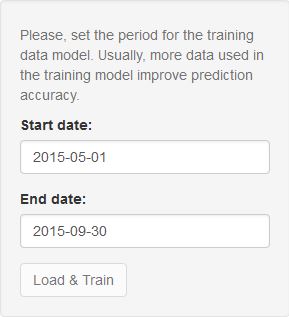 Please, set the period for the training
data model. Usually, more data used in
the training model improve prediction
accuracy.
Start date:
2015-05-01
End date:
2015-09-30
Load & Train